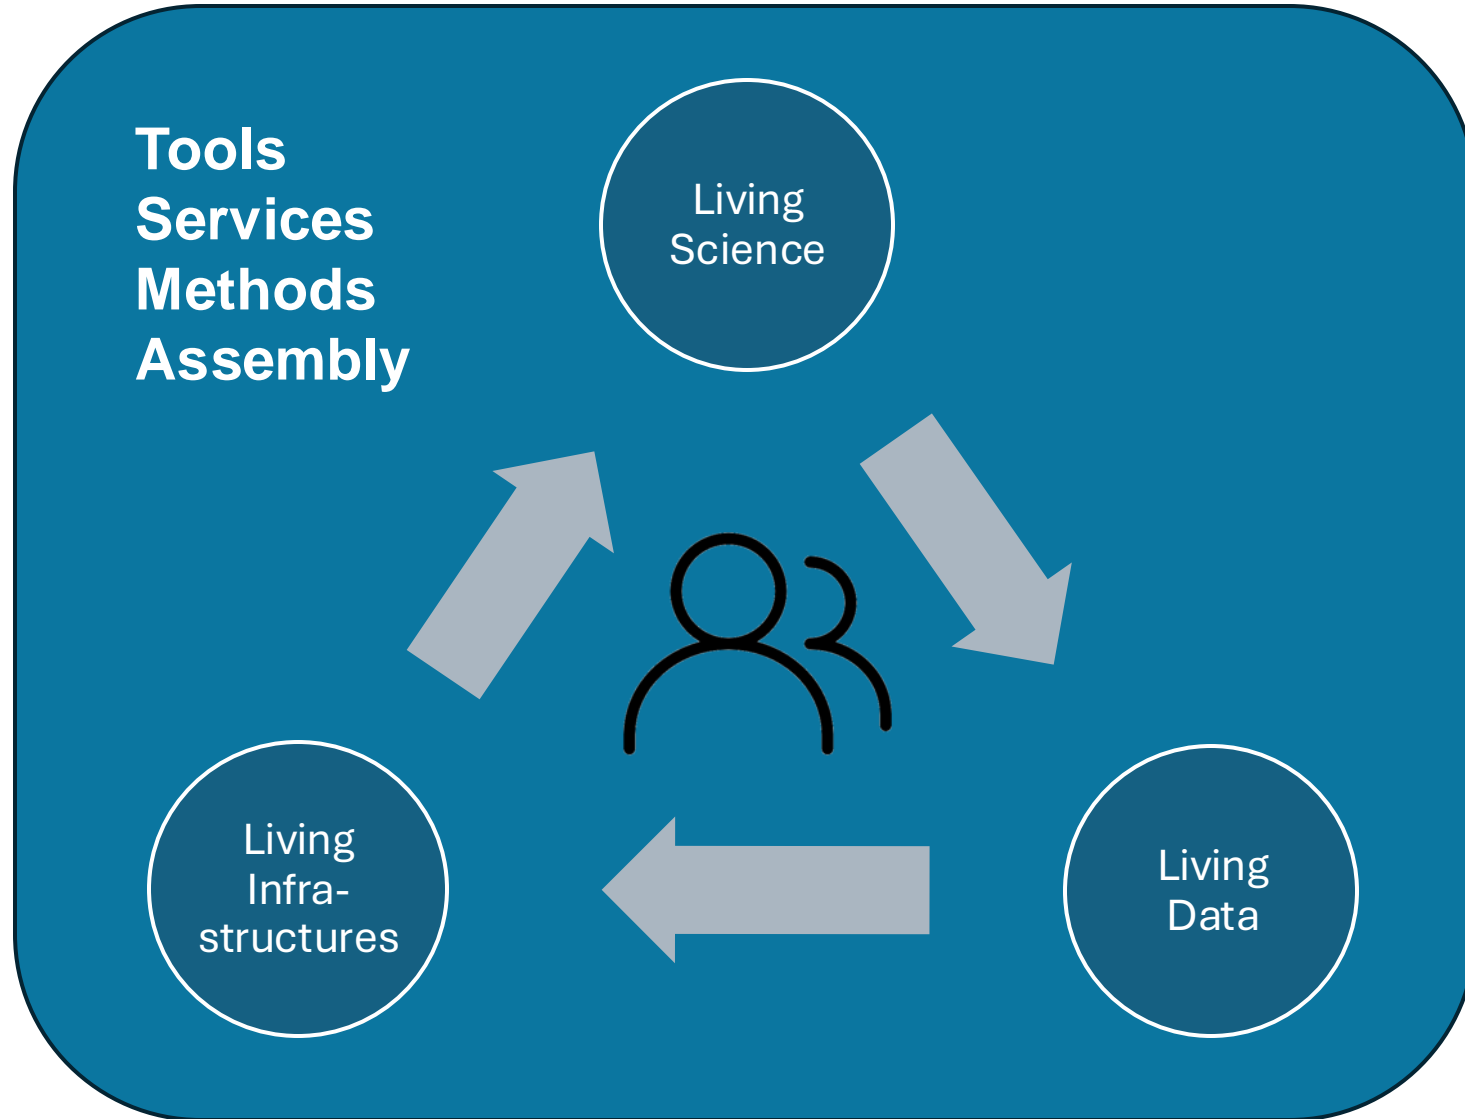 Tools
Services
Methods
Assembly
Living
Science
Living
Infra-
structures
Living
Data